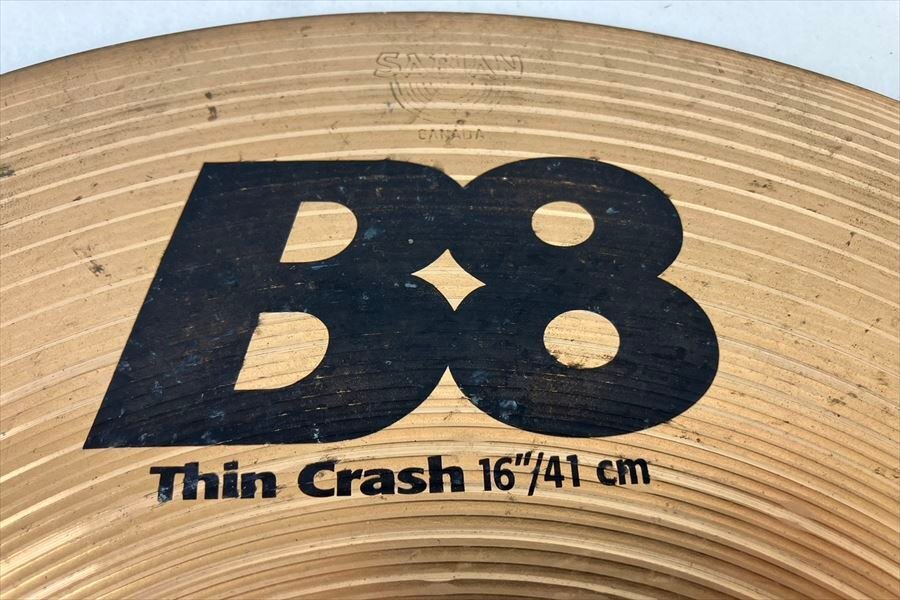 SABIAN
CANADA
B8
Thin Crash 16"/41 cm